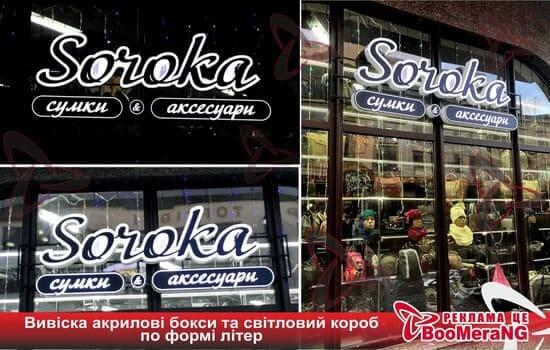 Soroka
сумки & аксесуари
Soroka
сумки & аксесуари
Soroka
сумки & аксесуари
Вивіска акрилові бокси та світловий короб
по формі літер
РЕКЛАМА ЦЕ
BooMeraNG